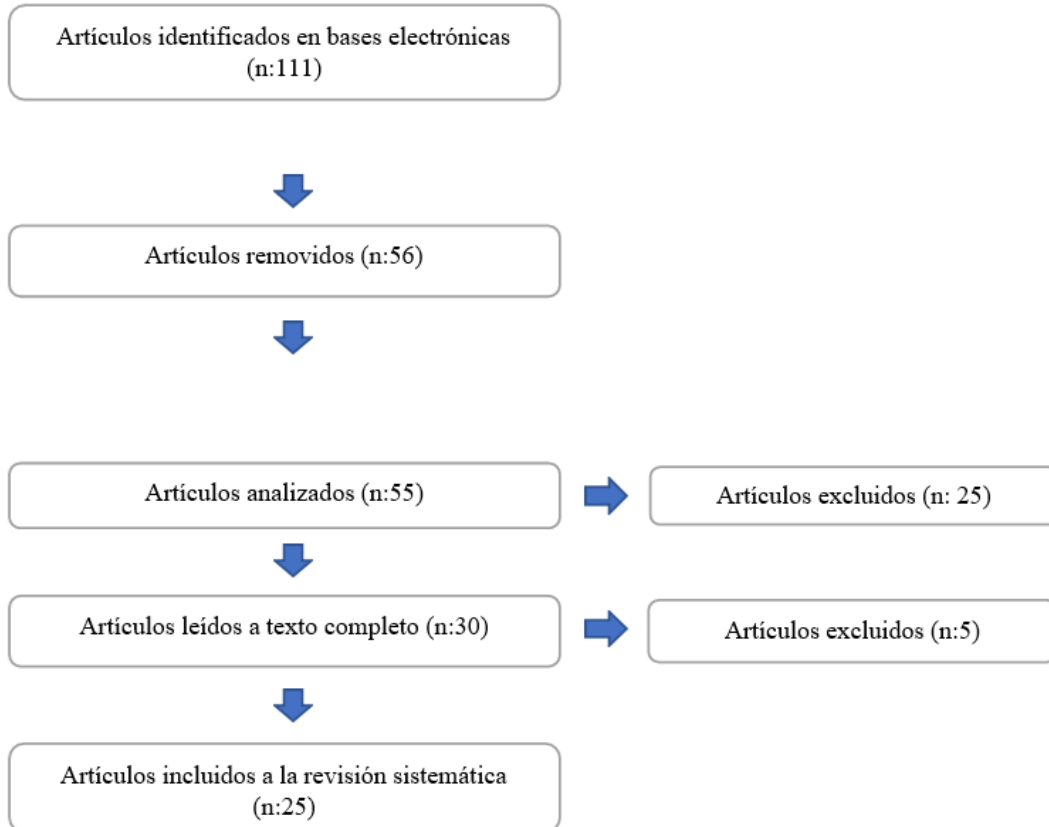 Artículos identificados en bases electrónicas
(n:111)
Artículos removidos (n:56)
Artículos analizados (n:55)
Artículos excluidos (n: 25)
Artículos leídos a texto completo (n:30)
Artículos excluidos (n:5)
Artículos incluidos a la revisión sistemática
(n:25)